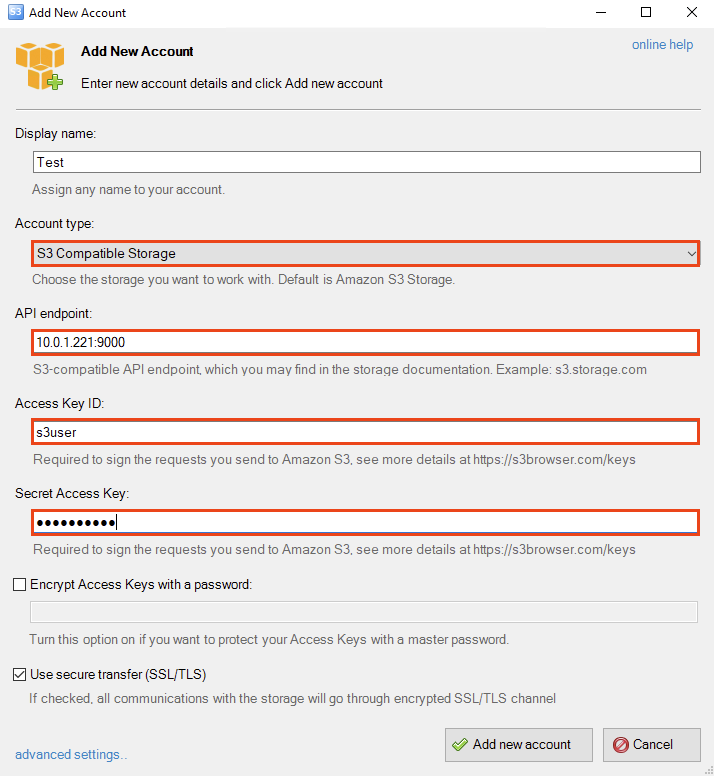 S3 Add New Account
Add New Account
online help
Enter new account details and click Add new account
Display name:
Test
Assign any name to your account.
Account type:
S3 Compatible Storage
Choose the storage you want to work with. Default is Amazon S3 Storage.
API endpoint:
10.0.1.221:9000
S3-compatible API endpoint, which you may find in the storage documentation. Example: s3.storage.com
Access Key ID:
s3user
Required to sign the requests you send to Amazon S3, see more details at https://s3browser.com/keys
Secret Access Key:
●●●●●●●●●●
Required to sign the requests you send to Amazon S3, see more details at https://s3browser.com/keys
Encrypt Access Keys with a password:
Turn this option on if you want to protect your Access Keys with a master password.
Use secure transfer (SSL/TLS)
If checked, all communications with the storage will go through encrypted SSL/TLS channel
Add new account
Cancel
advanced settings..